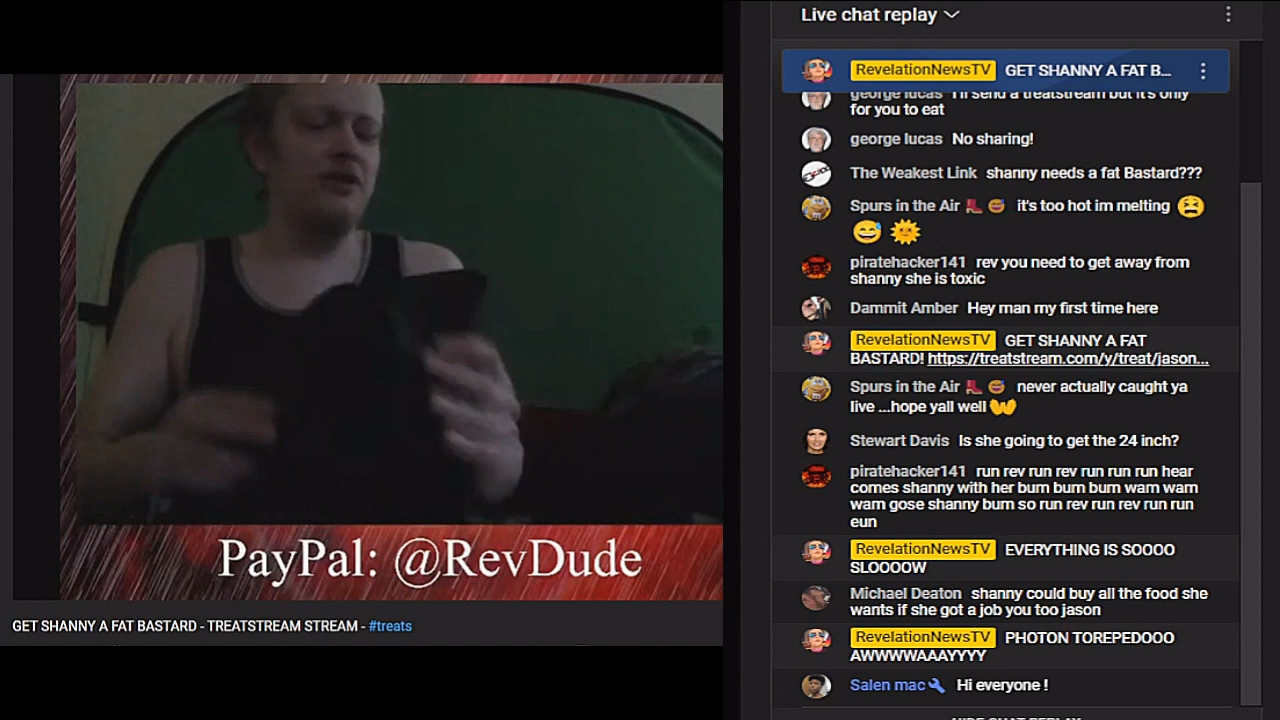 Live chat replay
RevelationNewsTV GET SHANNY A FAT B...
george lucas I'll send a treatstream but it's only
for you to eat
george lucas No sharing!
The Weakest Link shanny needs a fat Bastard???
Spurs in the Air 👢 😅 it's too hot im melting 😫
😅 🌞
piratehacker141 rev you need to get away from
shanny she is toxic
Dammit Amber Hey man my first time here
RevelationNewsTV GET SHANNY A FAT
BASTARD! https://treatstream.com/y/treat/jason...
Spurs in the Air 👢 😅 never actually caught ya
live ...hope yall well 👐
Stewart Davis Is she going to get the 24 inch?
piratehacker141 run rev run rev run run run hear
comes shanny with her bum bum bum wam wam
wam gose shanny bum so run rev run rev run run
eun
RevelationNewsTV EVERYTHING IS SOOOO
SLOOOOW
Michael Deaton shanny could buy all the food she
wants if she got a job you too jason
RevelationNewsTV PHOTON TOREPEDOOO
AWWWWAAAYYYY
Salen mac🔧 Hi everyone !
HIDE CHAT REPLAY
PayPal: @RevDude
GET SHANNY A FAT BASTARD - TREATSTREAM STREAM - #treats